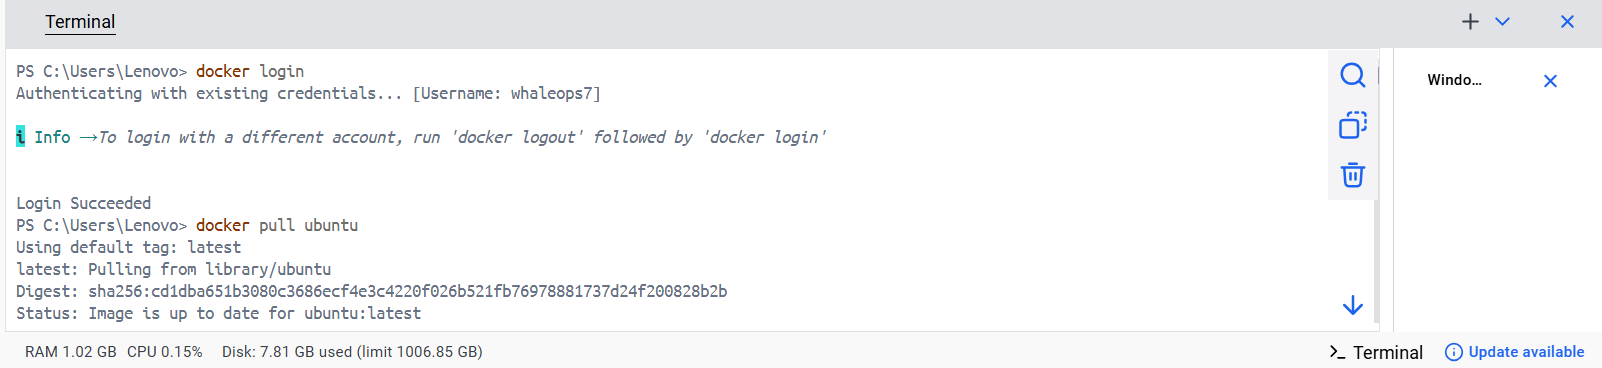 Terminal
PS C:\Users\Lenovo> docker login
Authenticating with existing credentials... [Username: whaleops7]
i Info →To login with a different account, run 'docker logout' followed by 'docker login'
Login Succeeded
PS C:\Users\Lenovo> docker pull ubuntu
Using default tag: latest
latest: Pulling from library/ubuntu
Digest: sha256:cd1dba651b3080c3686ecf4e3c4220f026b521fb76978881737d24f200828b2b
Status: Image is up to date for ubuntu:latest
Windo...
RAM 1.02 GB CPU 0.15% Disk: 7.81 GB used (limit 1006.85 GB)
Terminal
Update available